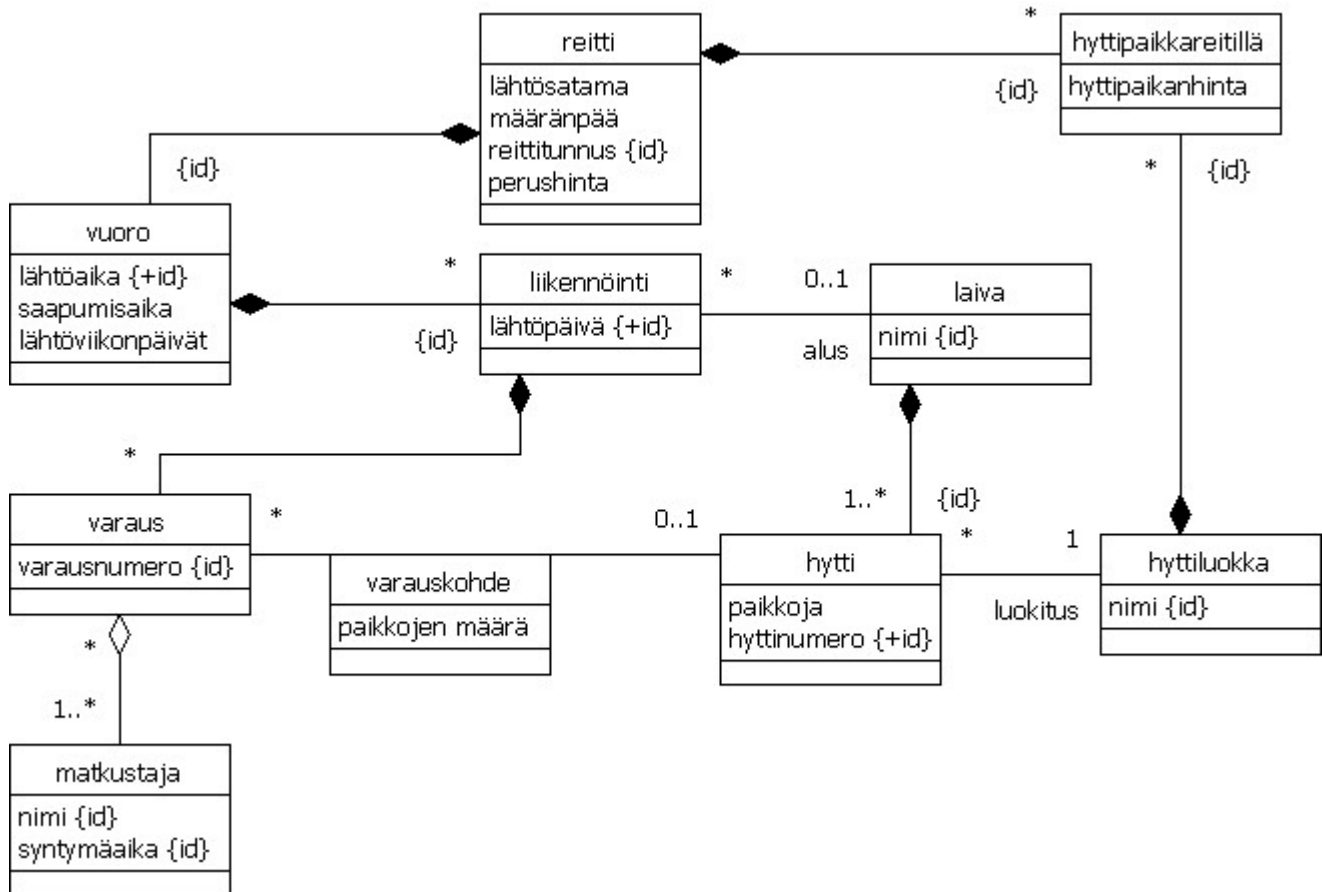 reitti
lähtösatama
määränpää
reittitunnus {id}
perushinta
*
{id}
hyttipaikkareitillä
hyttipaikanhinta
*
{id}
{id}
vuoro
lähtöaika {+id}
saapumisaika
lähtöviikonpäivät
*
{id}
liikennöinti
lähtöpäivä {+id}
*
0..1
alus
laiva
nimi {id}
*
1..*
{id}
varaus
varausnumero {id}
*
0..1
varauskohde
paikkojen määrä
hytti
paikkoja
hyttinumero {+id}
*
1
luokitus
hyttiluokka
nimi {id}
*
1..*
matkustaja
nimi {id}
syntymäaika {id}